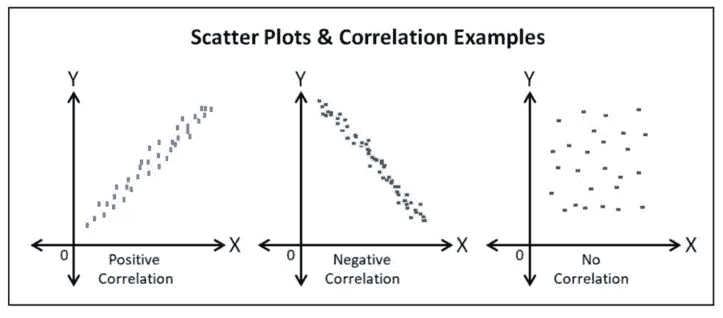 Scatter Plots & Correlation Examples
Y
Y
Y
0
X
0
X
0
X
Positive
Correlation
Negative
Correlation
No
Correlation